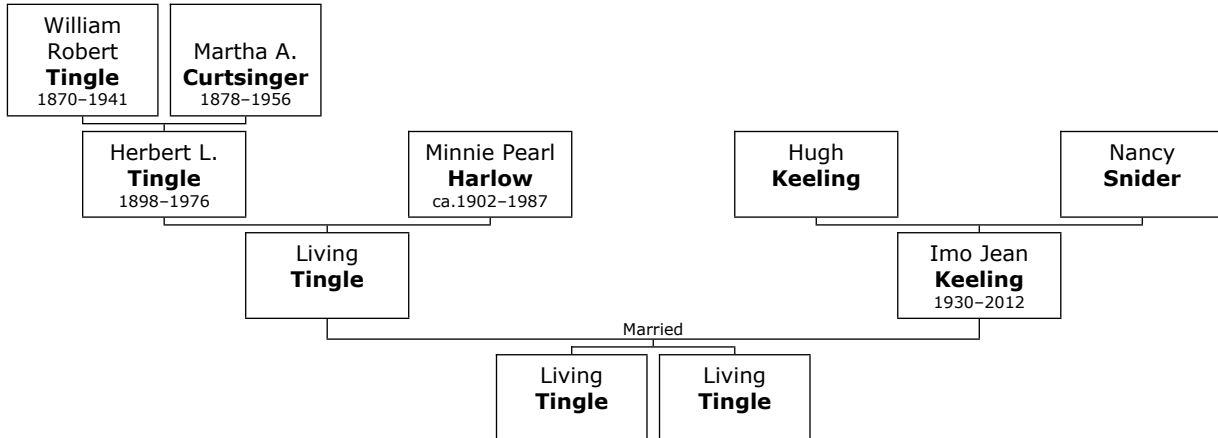 William
Robert
Tingle
1870–1941
Martha A.
Curtsinger
1878–1956
Herbert L.
Tingle
1898–1976
Minnie Pearl
Harlow
ca.1902–1987
Hugh
Keeling
Nancy
Snider
Living
Tingle
Imo Jean
Keeling
1930–2012
Married
Living
Tingle
Living
Tingle